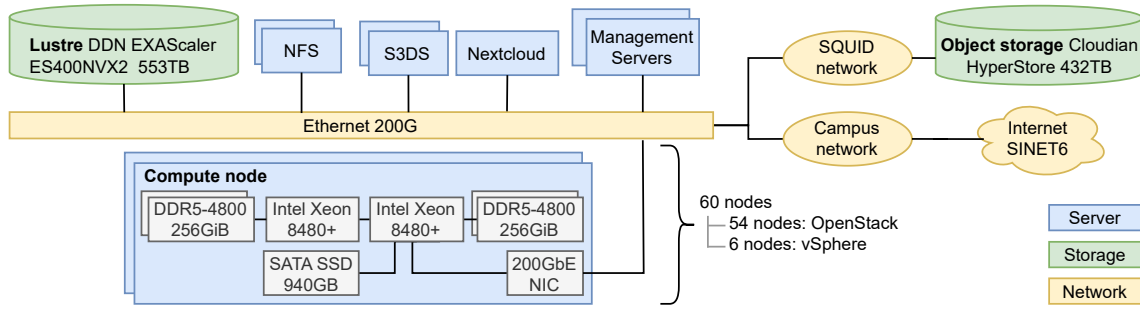 Lustre DDN EXAScaler
ES400NVX2 553TB
NFS
S3DS
Nextcloud
Management
Servers
SQUID
network
Object storage Cloudian
HyperStore 432TB
Ethernet 200G
Campus
network
Internet
SINET6
Compute node
DDR5-4800
256GiB
Intel Xeon
8480+
Intel Xeon
8480+
DDR5-4800
256GiB
SATA SSD
940GB
200GbE
NIC
60 nodes
54 nodes: OpenStack
6 nodes: vSphere
Server
Storage
Network